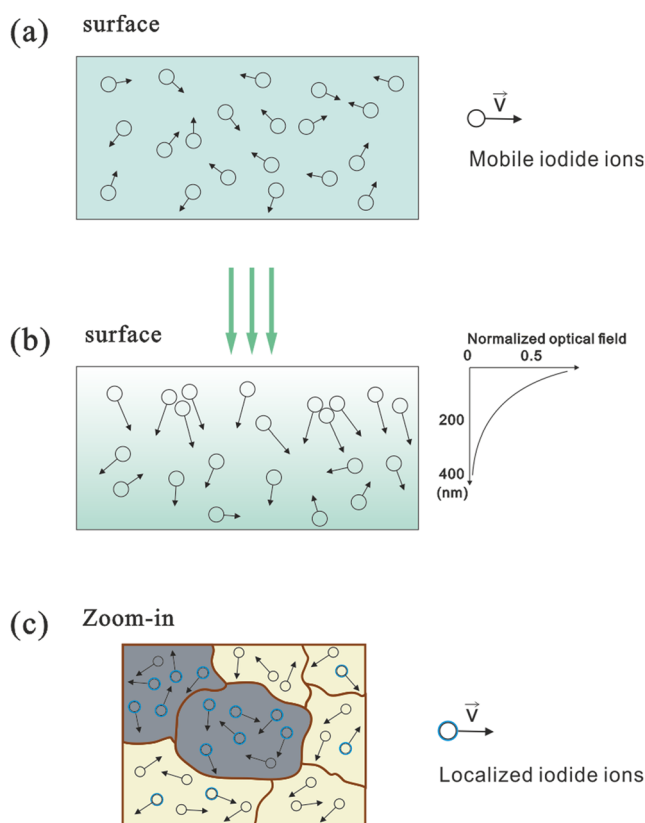 (a) surface
v
Mobile iodide ions
(b) surface
Normalized optical field
0 0.5
200
400
(nm)
(c) Zoom-in
v
Localized iodide ions